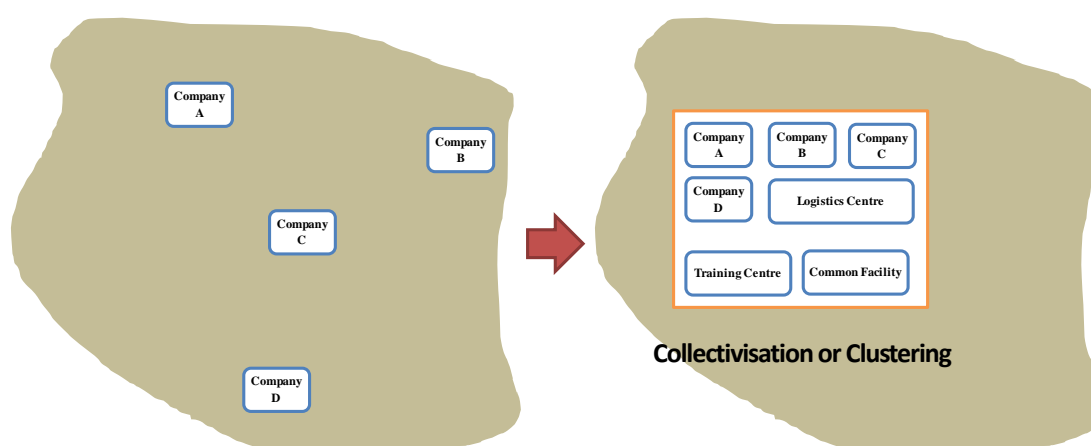 Company
A
Company
B
Company
C
Company
D
Company
A
Company
B
Company
C
Company
D
Logistics Centre
Training Centre
Common Facility
Collectivisation or Clustering